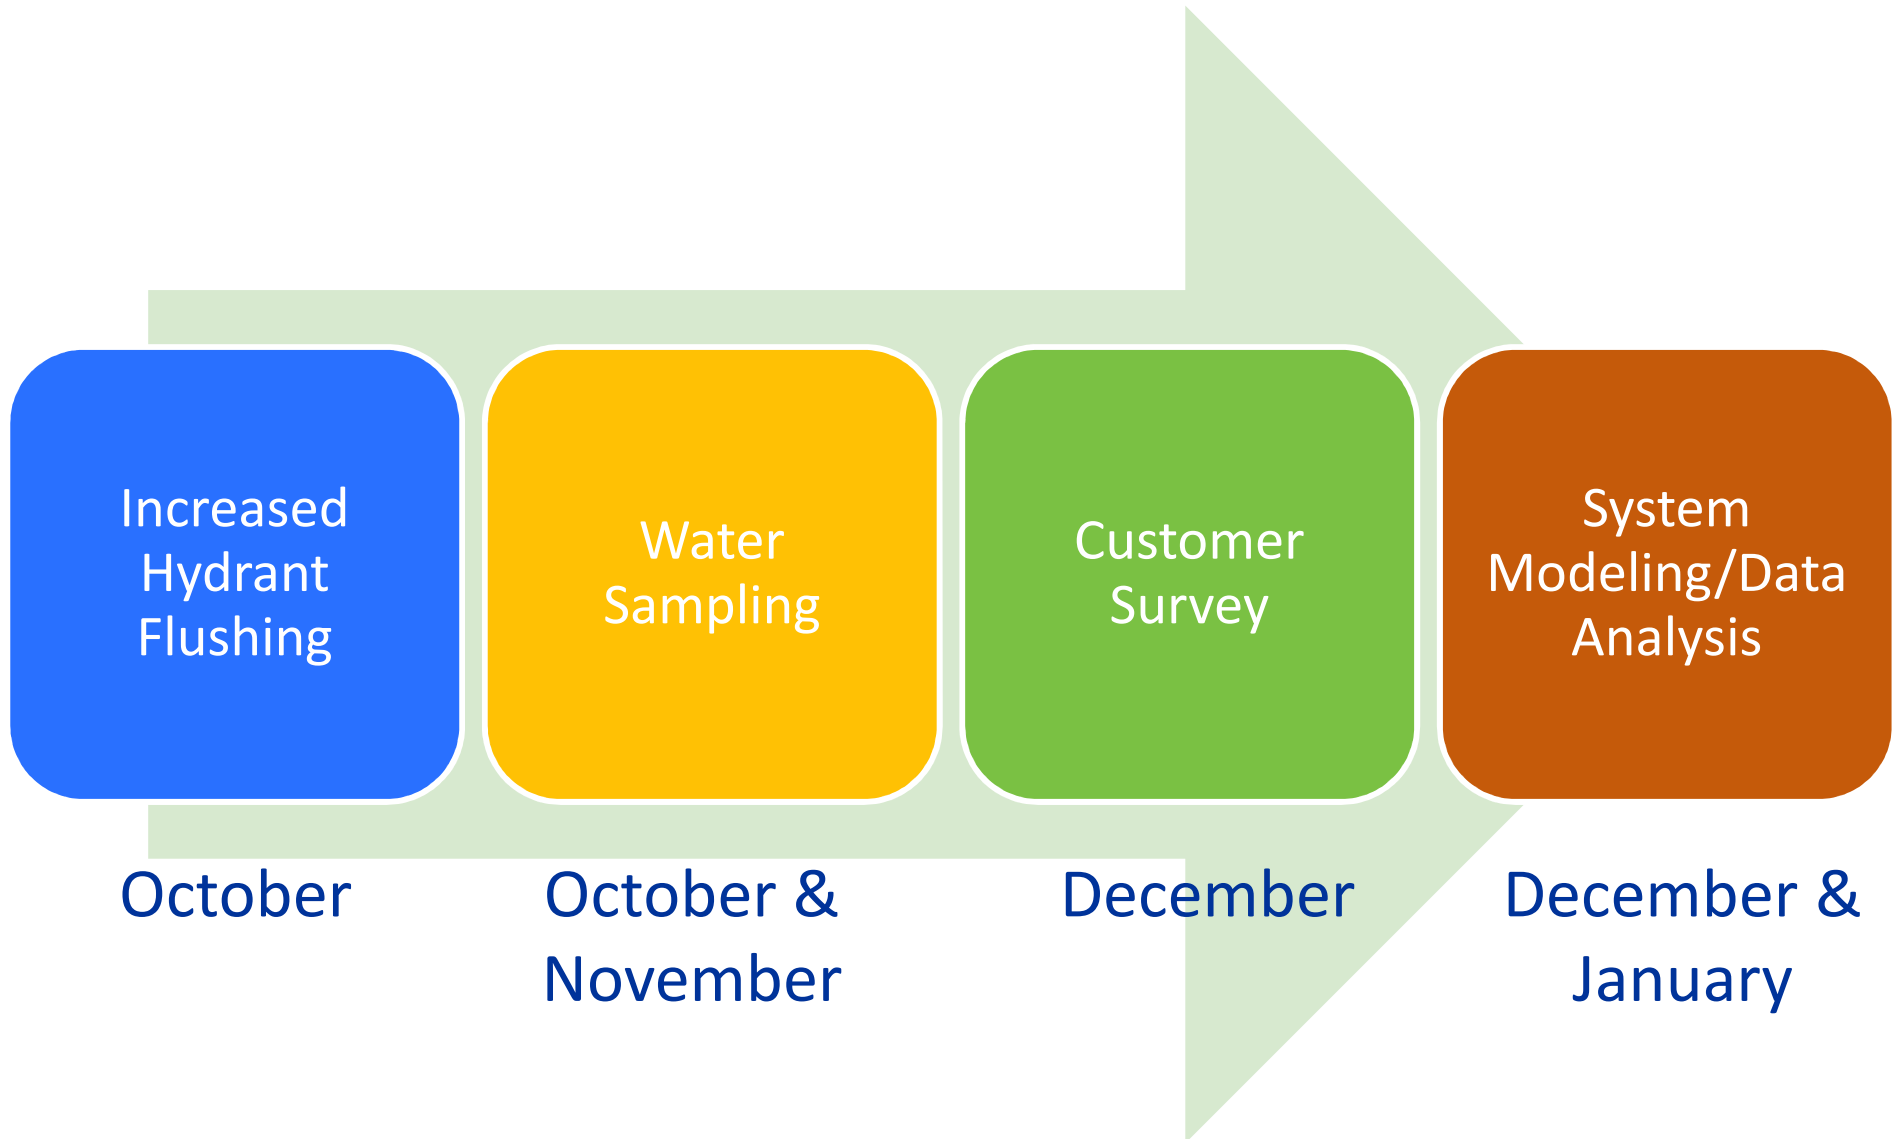 Increased
Hydrant
Flushing
Water
Sampling
Customer
Survey
System
Modeling/Data
Analysis
October
October &
November
December
December &
January